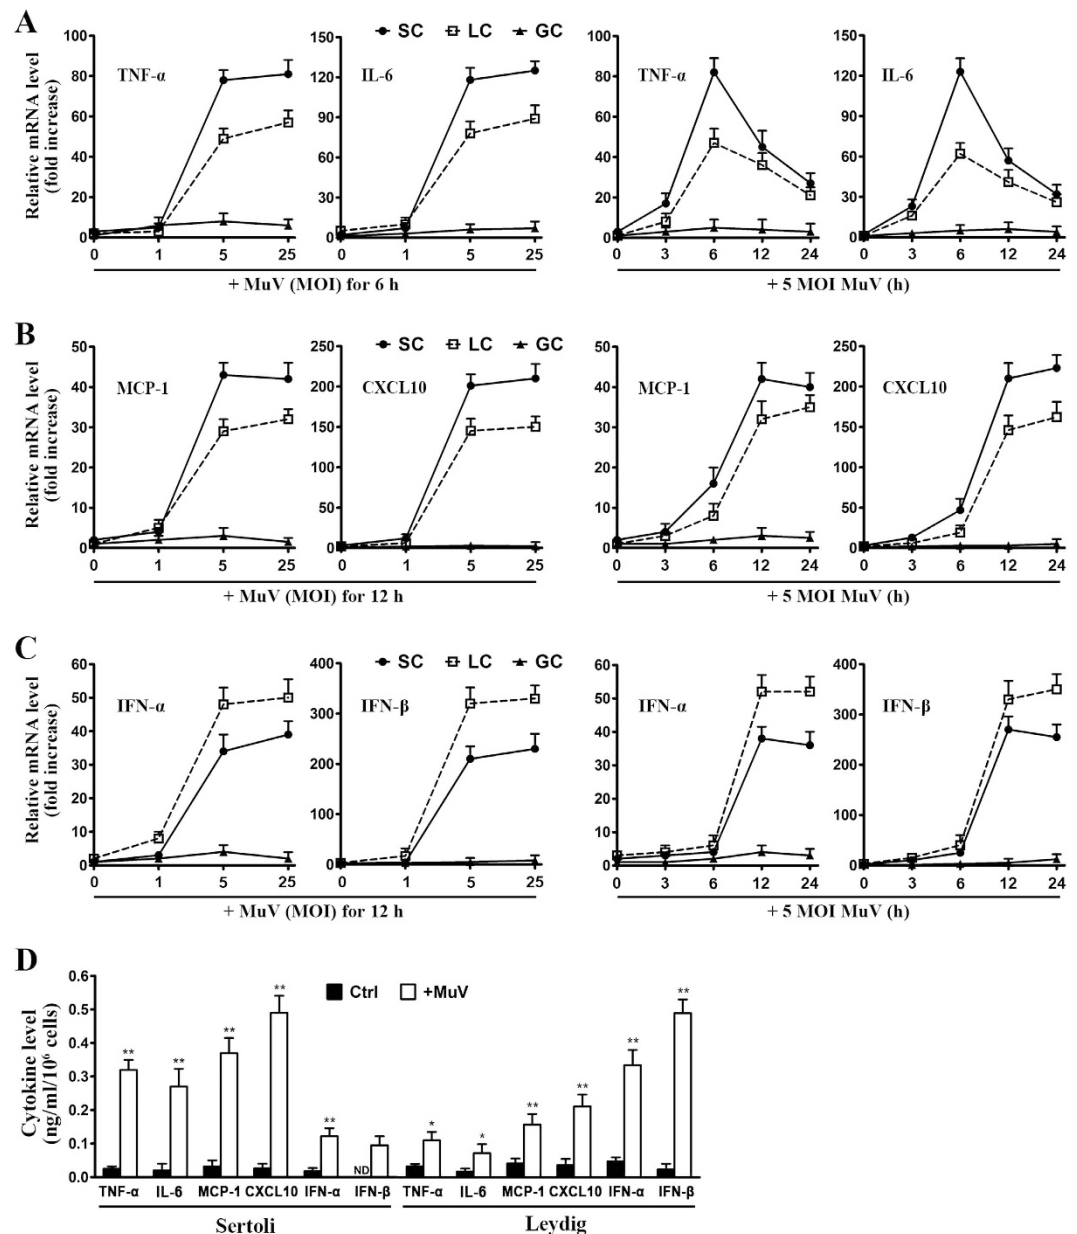 A
SC LC GC
Relative mRNA level
(fold increase)
100
80
60
40
20
0
TNF-α
0 1 5 25
150
120
90
60
30
0
IL-6
0 1 5 25
+ MuV (MOI) for 6 h
100
80
60
40
20
0
TNF-α
0 3 6 12 24
150
120
90
60
30
0
IL-6
0 3 6 12 24
+ 5 MOI MuV (h)
B
SC LC GC
Relative mRNA level
(fold increase)
50
40
30
20
10
0
MCP-1
0 1 5 25
250
200
150
100
50
0
CXCL10
0 1 5 25
+ MuV (MOI) for 12 h
50
40
30
20
10
0
MCP-1
0 3 6 12 24
250
200
150
100
50
0
CXCL10
0 3 6 12 24
+ 5 MOI MuV (h)
C
SC LC GC
Relative mRNA level
(fold increase)
60
50
40
30
20
10
0
IFN-α
0 1 5 25
400
300
200
100
0
IFN-β
0 1 5 25
+ MuV (MOI) for 12 h
60
50
40
30
20
10
0
IFN-α
0 3 6 12 24
400
300
200
100
0
IFN-β
0 3 6 12 24
+ 5 MOI MuV (h)
D
Ctrl +MuV
Cytokine level
(ng/ml/10⁶ cells)
0.6
0.5
0.4
0.3
0.2
0.1
0.0
** ** ** ** ** ND * * ** ** ** **
TNF-α IL-6 MCP-1 CXCL10 IFN-α IFN-β TNF-α IL-6 MCP-1 CXCL10 IFN-α IFN-β
Sertoli Leydig